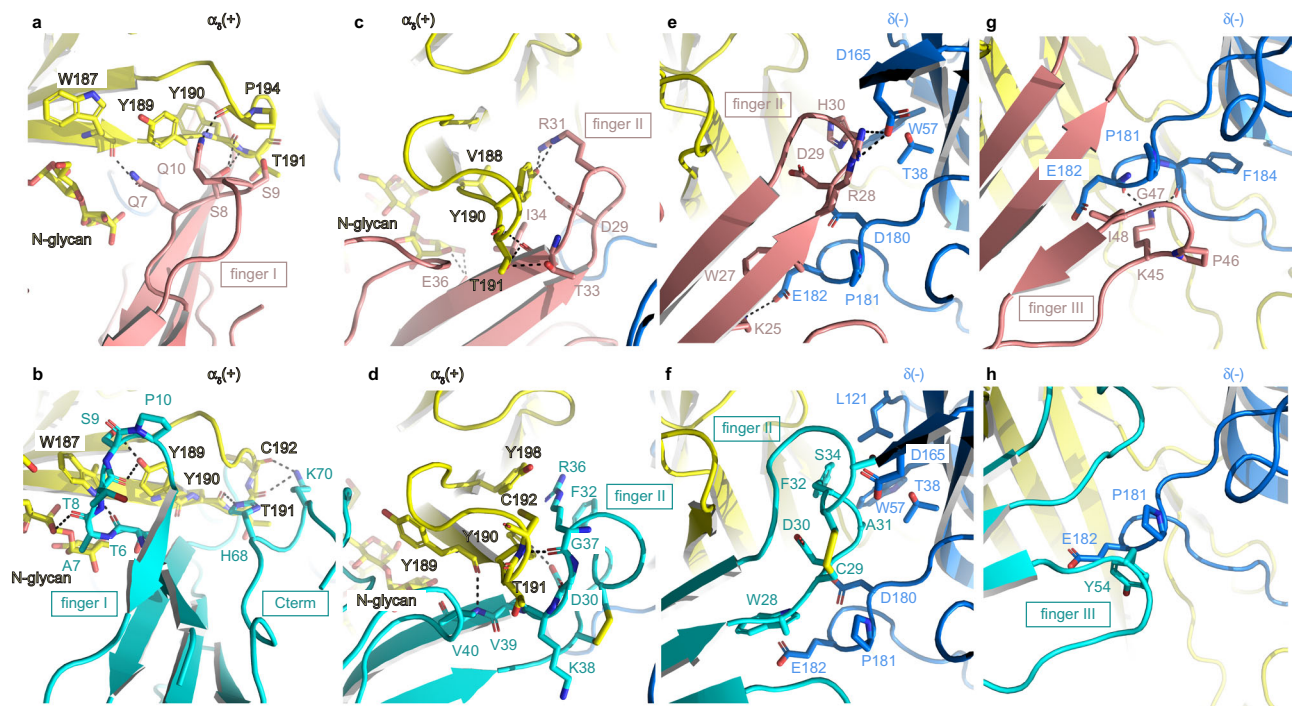 a
αδ(+)
W187
Y189
Y190
P194
Q10
T191
Q7
S8
S9
N-glycan
finger I
c
αδ(+)
R31
finger II
V188
Y190
I34
N-glycan
D29
E36
T191
T33
e
δ(-)
D165
finger II
H30
W57
D29
T38
R28
D180
W27
E182
P181
K25
g
δ(-)
P181
E182
F184
G47
I48
P46
K45
finger III
b
αδ(+)
P10
S9
W187
Y189
C192
Y190
K70
T8
T191
T6
H68
A7
N-glycan
finger I
Cterm
d
αδ(+)
Y198
R36
C192
F32
finger II
Y190
G37
Y189
T191
N-glycan
D30
V39
V40
K38
f
δ(-)
L121
finger II
S34
D165
F32
T38
W57
D30
A31
C29
D180
W28
E182
P181
h
δ(-)
P181
E182
Y54
finger III